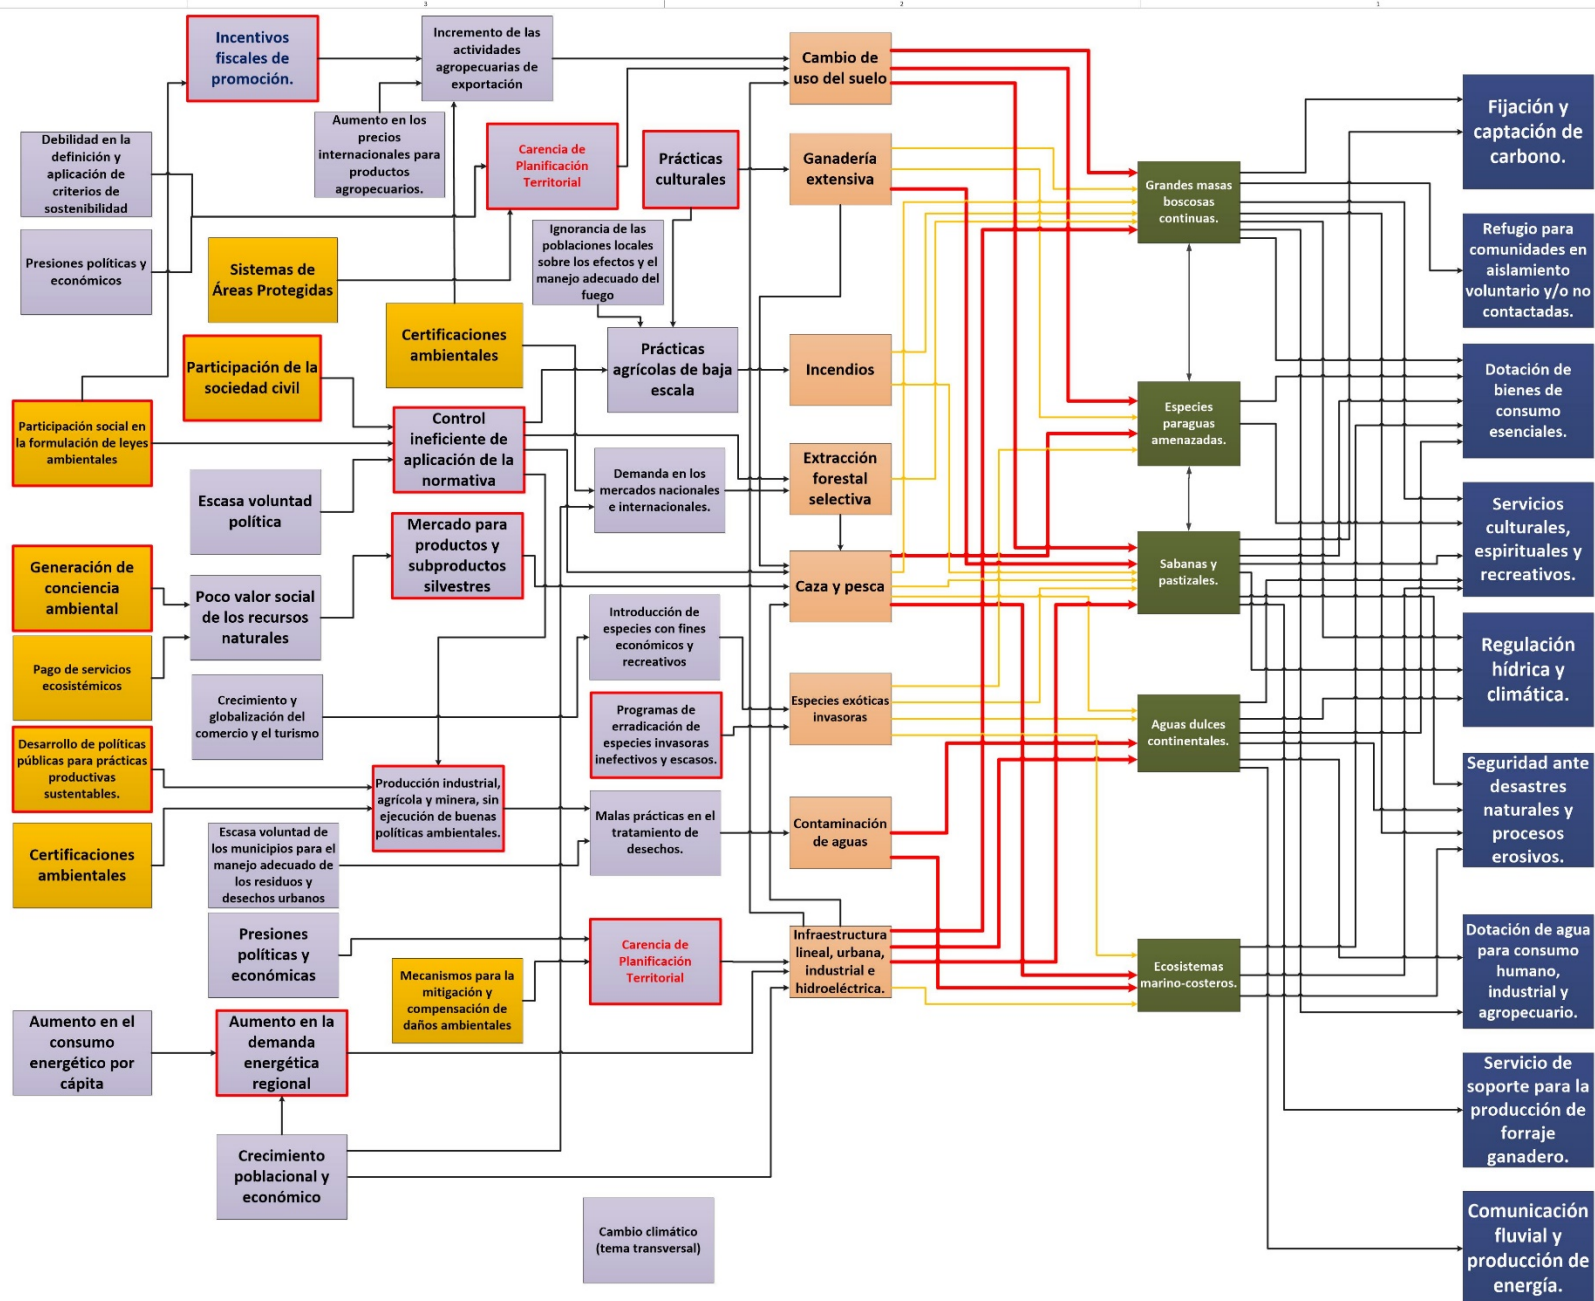 3
2
1
Incentivos
fiscales de
promoción.
Incremento de las
actividades
agropecuarias de
exportación
Cambio de
uso del suelo
Fijación y
captación de
carbono.
Debilidad en la
definición y
aplicación de
criterios de
sostenibilidad
Aumento en los
precios
internacionales para
productos
agropecuarios.
Carencia de
Planificación
Territorial
Prácticas
culturales
Ganadería
extensiva
Grandes masas
boscosas
continuas.
Presiones políticas y
económicos
Sistemas de
Áreas Protegidas
Ignorancia de las
poblaciones locales
sobre los efectos y el
manejo adecuado del
fuego
Refugio para
comunidades en
aislamiento
voluntario y/o no
contactadas.
Certificaciones
ambientales
Prácticas
agrícolas de baja
escala
Incendios
Participación de la
sociedad civil
Dotación de
bienes de
consumo
esenciales.
Participación social en
la formulación de leyes
ambientales
Control
ineficiente de
aplicación de la
normativa
Especies
paraguas
amenazadas.
Escasa voluntad
política
Demanda en los
mercados nacionales
e internacionales.
Extracción
forestal
selectiva
Servicios
culturales,
espirituales y
recreativos.
Generación de
conciencia
ambiental
Poco valor social
de los recursos
naturales
Mercado para
productos y
subproductos
silvestres
Caza y pesca
Sabanas y
pastizales.
Pago de servicios
ecosistémicos
Introducción de
especies con fines
económicos y
recreativos
Regulación
hídrica y
climática.
Crecimiento y
globalización del
comercio y el turismo
Programas de
erradicación de
especies invasoras
inefectivos y escasos.
Especies exóticas
invasoras
Aguas dulces
continentales.
Desarrollo de políticas
públicas para prácticas
productivas
sustentables.
Producción industrial,
agrícola y minera, sin
ejecución de buenas
políticas ambientales.
Malas prácticas en el
tratamiento de
desechos.
Contaminación
de aguas
Seguridad ante
desastres
naturales y
procesos
erosivos.
Certificaciones
ambientales
Escasa voluntad de
los municipios para el
manejo adecuado de
los residuos y
desechos urbanos
Presiones
políticas y
económicas
Mecanismos para la
mitigación y
compensación de
daños ambientales
Carencia de
Planificación
Territorial
Infraestructura
lineal, urbana,
industrial e
hidroeléctrica.
Ecosistemas
marino-costeros.
Dotación de agua
para consumo
humano,
industrial y
agropecuario.
Aumento en el
consumo
energético por
cápita
Aumento en la
demanda
energética
regional
Servicio de
soporte para la
producción de
forraje
ganadero.
Crecimiento
poblacional y
económico
Cambio climático
(tema transversal)
Comunicación
fluvial y
producción de
energía.